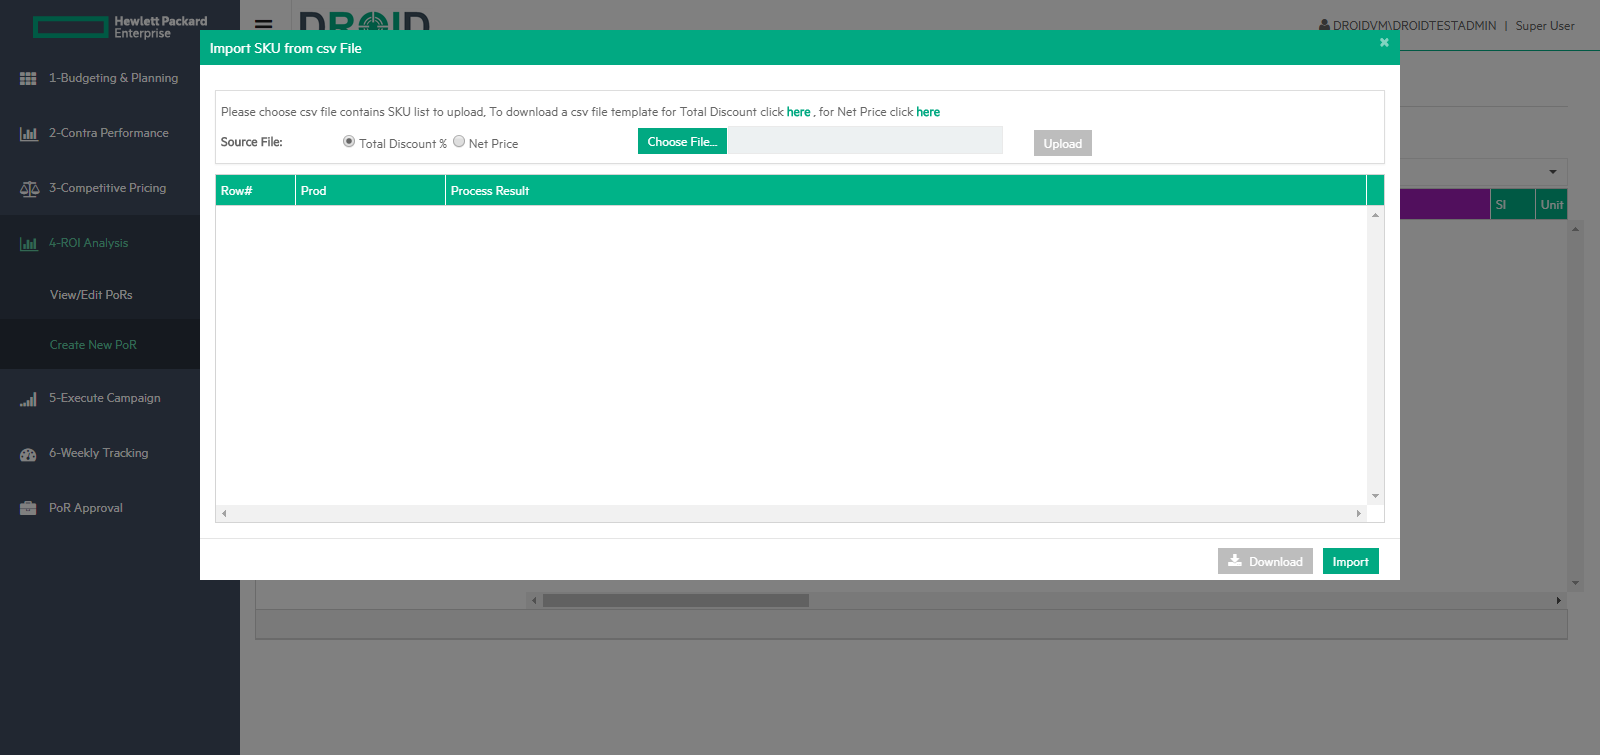 Hewlett Packard
Enterprise
DROID
DROIDVM\DROIDTESTADMIN | Super User
Import SKU from csv File
1-Budgeting & Planning
2-Contra Performance
3-Competitive Pricing
4-ROI Analysis
View/Edit PoRs
Create New PoR
5-Execute Campaign
6-Weekly Tracking
PoR Approval
Please choose csv file contains SKU list to upload, To download a csv file template for Total Discount click here , for Net Price click here
Source File: Total Discount % Net Price Choose File... Upload
Row# Prod Process Result
SI Unit
Download Import